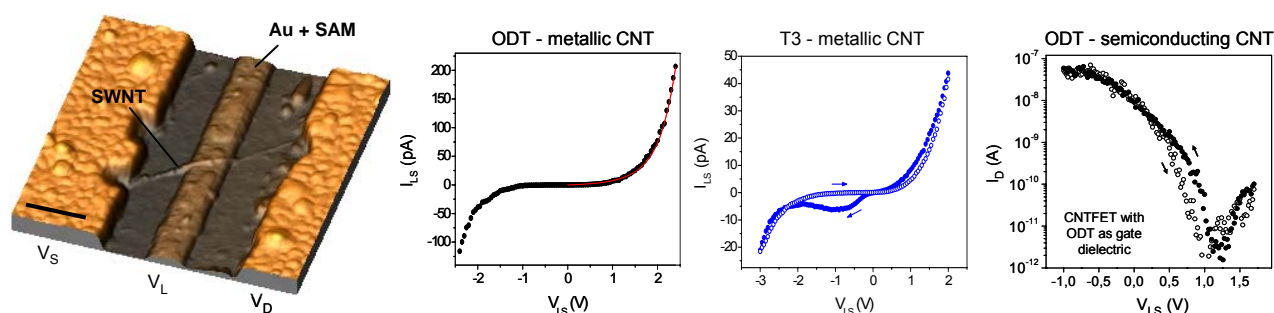 Au + SAM
SWNT
V_S
V_L
V_D
ODT - metallic CNT
I_LS (pA)
200
150
100
50
0
-50
-100
-2
-1
0
1
2
V_LS (V)
T3 - metallic CNT
I_LS (pA)
50
40
30
20
10
0
-10
-20
-3
-2
-1
0
1
2
V_LS (V)
ODT - semiconducting CNT
I_D (A)
10^-7
10^-8
10^-9
10^-10
10^-11
10^-12
CNTFET with
ODT as gate
dielectric
-1,0
-0,5
0,0
0,5
1,0
1,5
V_LS (V)